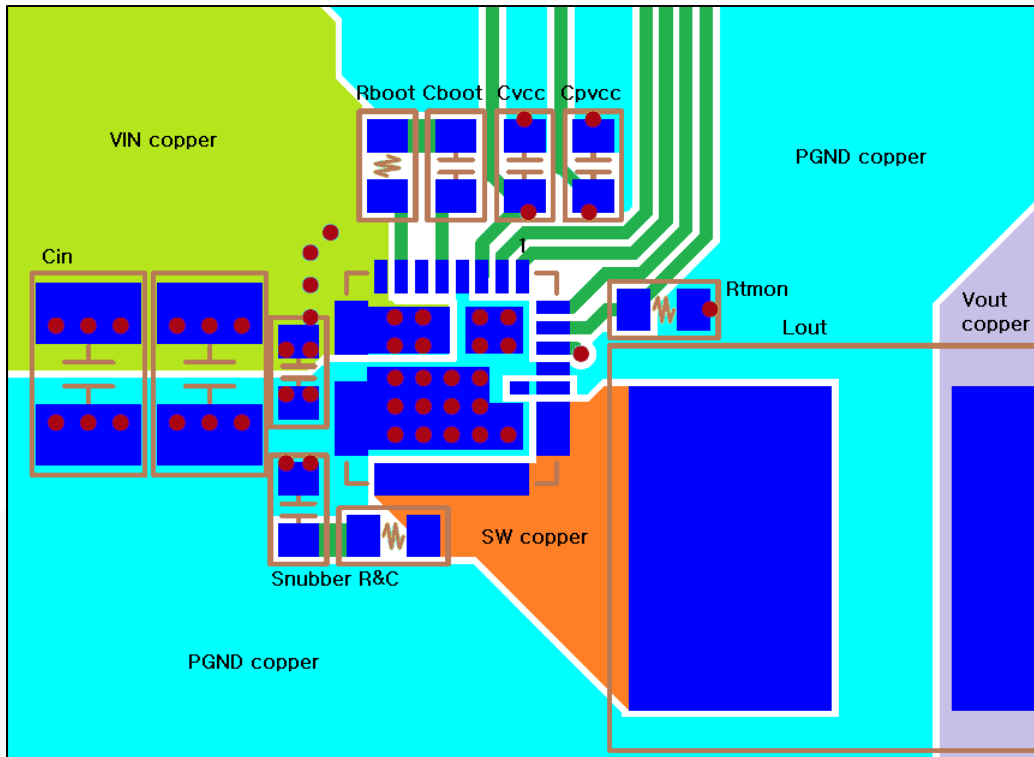 Rboot Cboot Cvcc Cpvcc
VIN copper
PGND copper
1
Cin
Rtmon
Vout
copper
Lout
SW copper
Snubber R&C
PGND copper